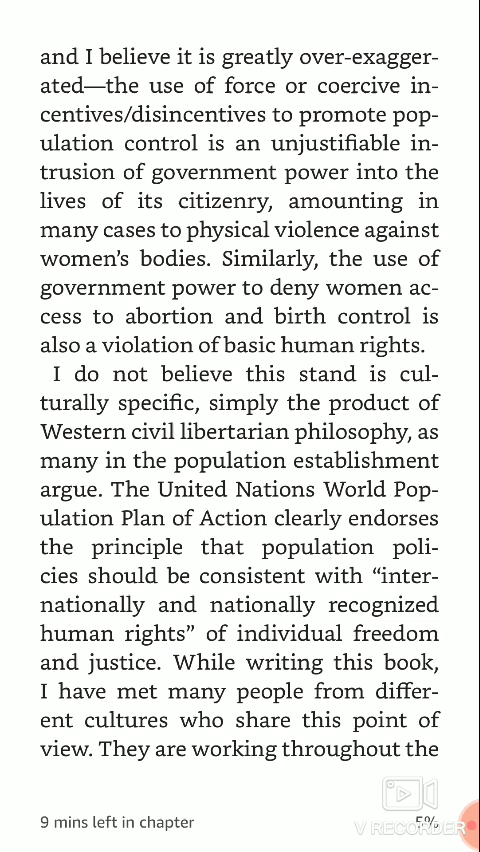 and I believe it is greatly over-exagger-
ated—the use of force or coercive in-
centives/disincentives to promote pop-
ulation control is an unjustifiable in-
trusion of government power into the
lives of its citizenry, amounting in
many cases to physical violence against
women’s bodies. Similarly, the use of
government power to deny women ac-
cess to abortion and birth control is
also a violation of basic human rights.
I do not believe this stand is cul-
turally specific, simply the product of
Western civil libertarian philosophy, as
many in the population establishment
argue. The United Nations World Pop-
ulation Plan of Action clearly endorses
the principle that population poli-
cies should be consistent with “inter-
nationally and nationally recognized
human rights” of individual freedom
and justice. While writing this book,
I have met many people from differ-
ent cultures who share this point of
view. They are working throughout the
9 mins left in chapter 5%
V RECORDER